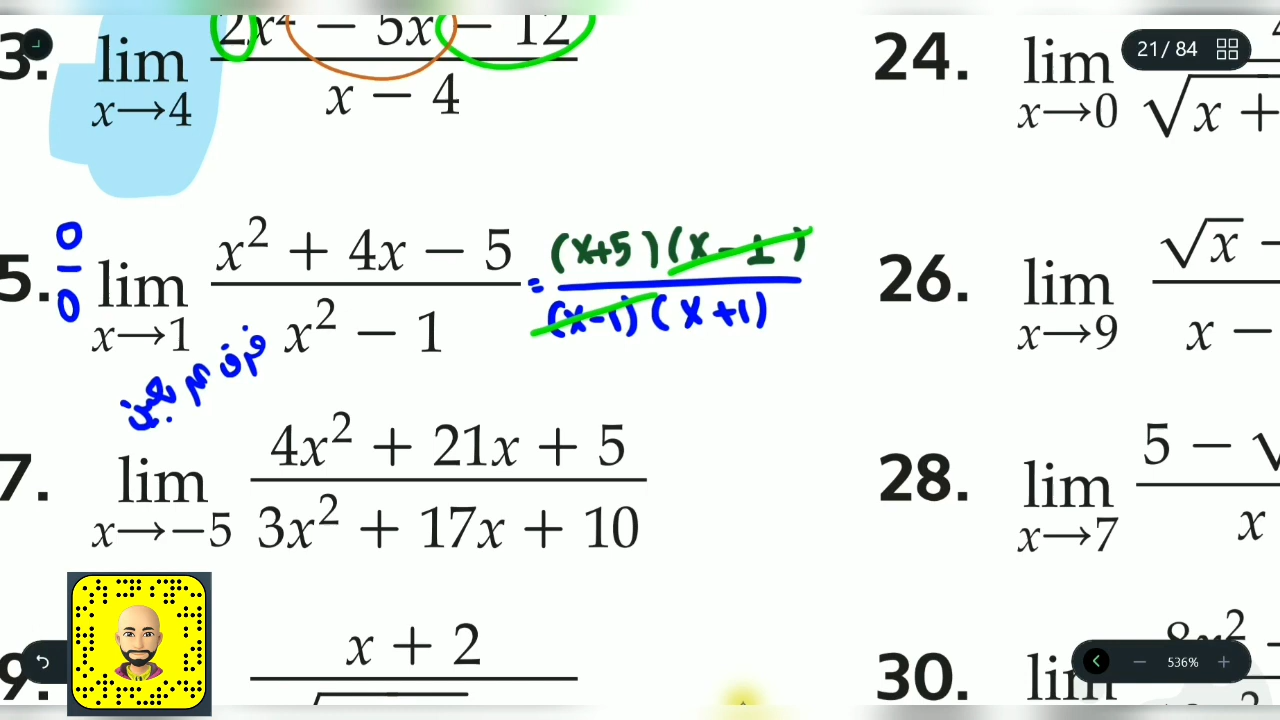 3. lim x→4 (2x² − 5x − 12)/(x − 4)
24. lim x→0 √x +
21 / 84
5. 0/0 lim x→1 (x² + 4x − 5)/(x² − 1) = (x+5)(x−1)/(x−1)(x+1)
فرق مربعين
26. lim x→9 (√x −)/(x −)
7. lim x→−5 (4x² + 21x + 5)/(3x² + 17x + 10)
28. lim x→7 (5 − √)/x
9. x + 2
30. lim
536%